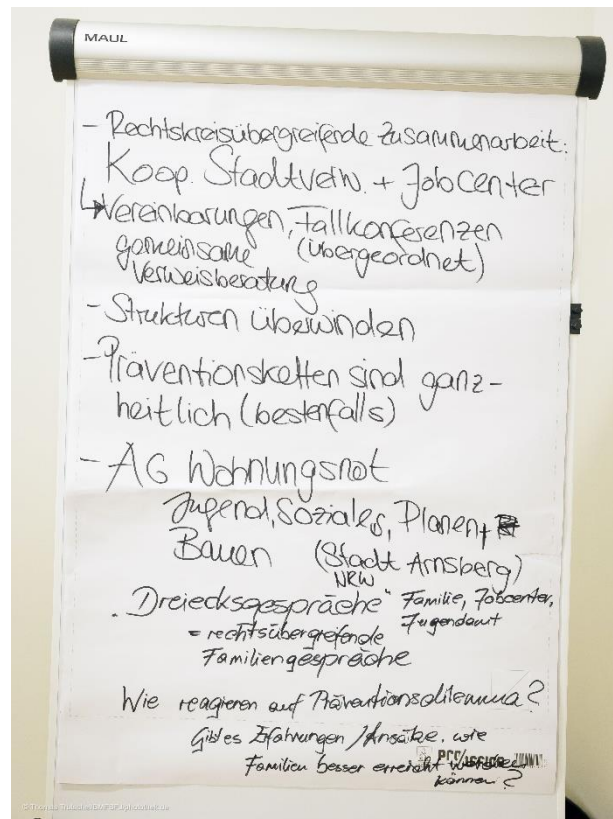 MAUL
- Rechtskreisübergreifende Zusammenarbeit:
Koop. Stadtverw. + Jobcenter
↳ Vereinbarungen, Fallkonferenzen
gemeinsame (übergeordnet)
Verweisberatung
- Strukturen überwinden
- Präventionsketten sind ganz-
heitlich (bestenfalls)
- AG Wohnungsnot
Jugend, Soziales, Planen +
Bauen (Stadt Arnsberg)
NRW
„Dreiecksgespräche" Familie, Jobcenter,
Jugendamt
= rechtsübergreifende
Familiengespräche
Wie reagieren auf Präventionsdilemma?
Gibt es Erfahrungen / Ansätze, wie
Familien besser erreicht werden
können?